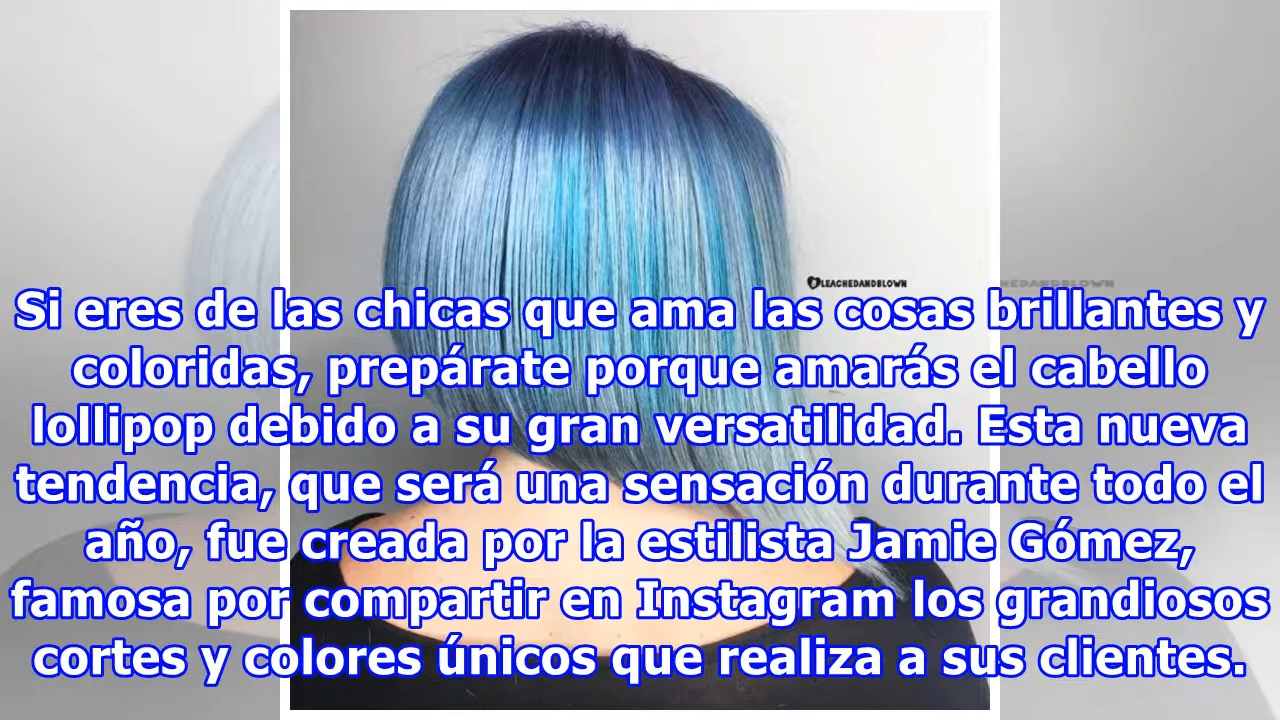 LEACHEDANDBLOWN
Si eres de las chicas que ama las cosas brillantes y
coloridas, prepárate porque amarás el cabello
lollipop debido a su gran versatilidad. Esta nueva
tendencia, que será una sensación durante todo el
año, fue creada por la estilista Jamie Gómez,
famosa por compartir en Instagram los grandiosos
cortes y colores únicos que realiza a sus clientes.